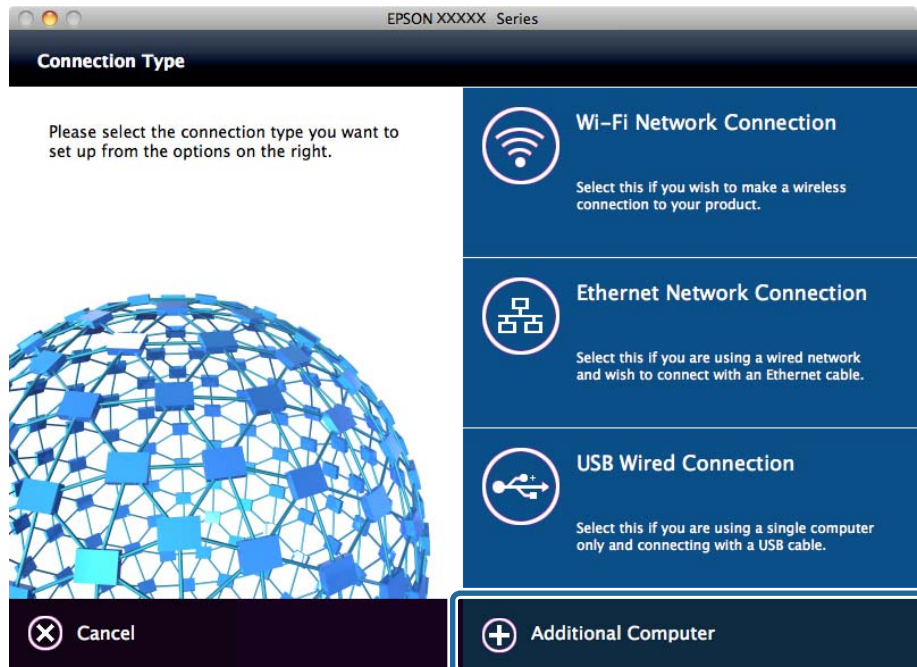 EPSON XXXXX Series
Connection Type
Please select the connection type you want to
set up from the options on the right.
Wi-Fi Network Connection
Select this if you wish to make a wireless
connection to your product.
Ethernet Network Connection
Select this if you are using a wired network
and wish to connect with an Ethernet cable.
USB Wired Connection
Select this if you are using a single computer
only and connecting with a USB cable.
Cancel
Additional Computer